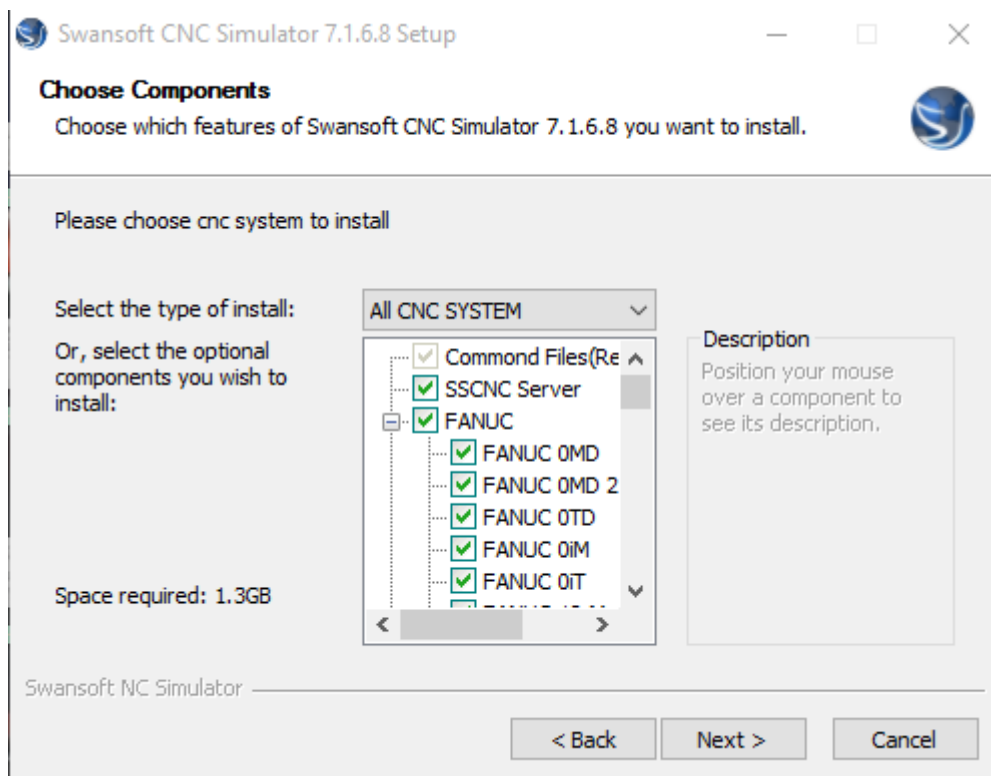 Swansoft CNC Simulator 7.1.6.8 Setup
Choose Components
Choose which features of Swansoft CNC Simulator 7.1.6.8 you want to install.
Please choose cnc system to install
Select the type of install:
All CNC SYSTEM
Or, select the optional
components you wish to
install:
Commond Files(Re
SSCNC Server
FANUC
FANUC 0MD
FANUC 0MD 2
FANUC 0TD
FANUC 0iM
FANUC 0iT
Description
Position your mouse
over a component to
see its description.
Space required: 1.3GB
Swansoft NC Simulator
< Back
Next >
Cancel